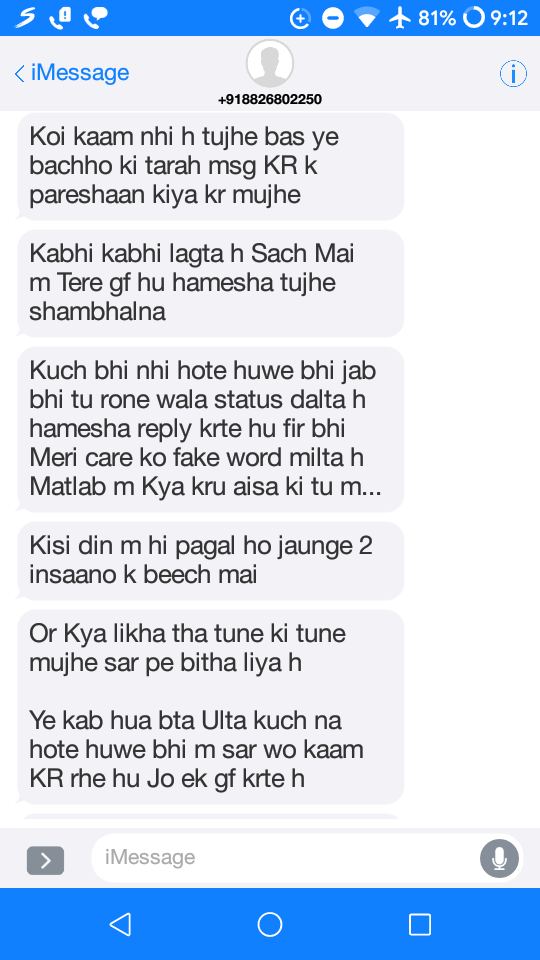 81% 9:12
iMessage
+918826802250
Koi kaam nhi h tujhe bas ye
bachho ki tarah msg KR k
pareshaan kiya kr mujhe
Kabhi kabhi lagta h Sach Mai
m Tere gf hu hamesha tujhe
shambhalna
Kuch bhi nhi hote huwe bhi jab
bhi tu rone wala status dalta h
hamesha reply krte hu fir bhi
Meri care ko fake word milta h
Matlab m Kya kru aisa ki tu m...
Kisi din m hi pagal ho jaunge 2
insaano k beech mai
Or Kya likha tha tune ki tune
mujhe sar pe bitha liya h
Ye kab hua bta Ulta kuch na
hote huwe bhi m sar wo kaam
KR rhe hu Jo ek gf krte h
iMessage